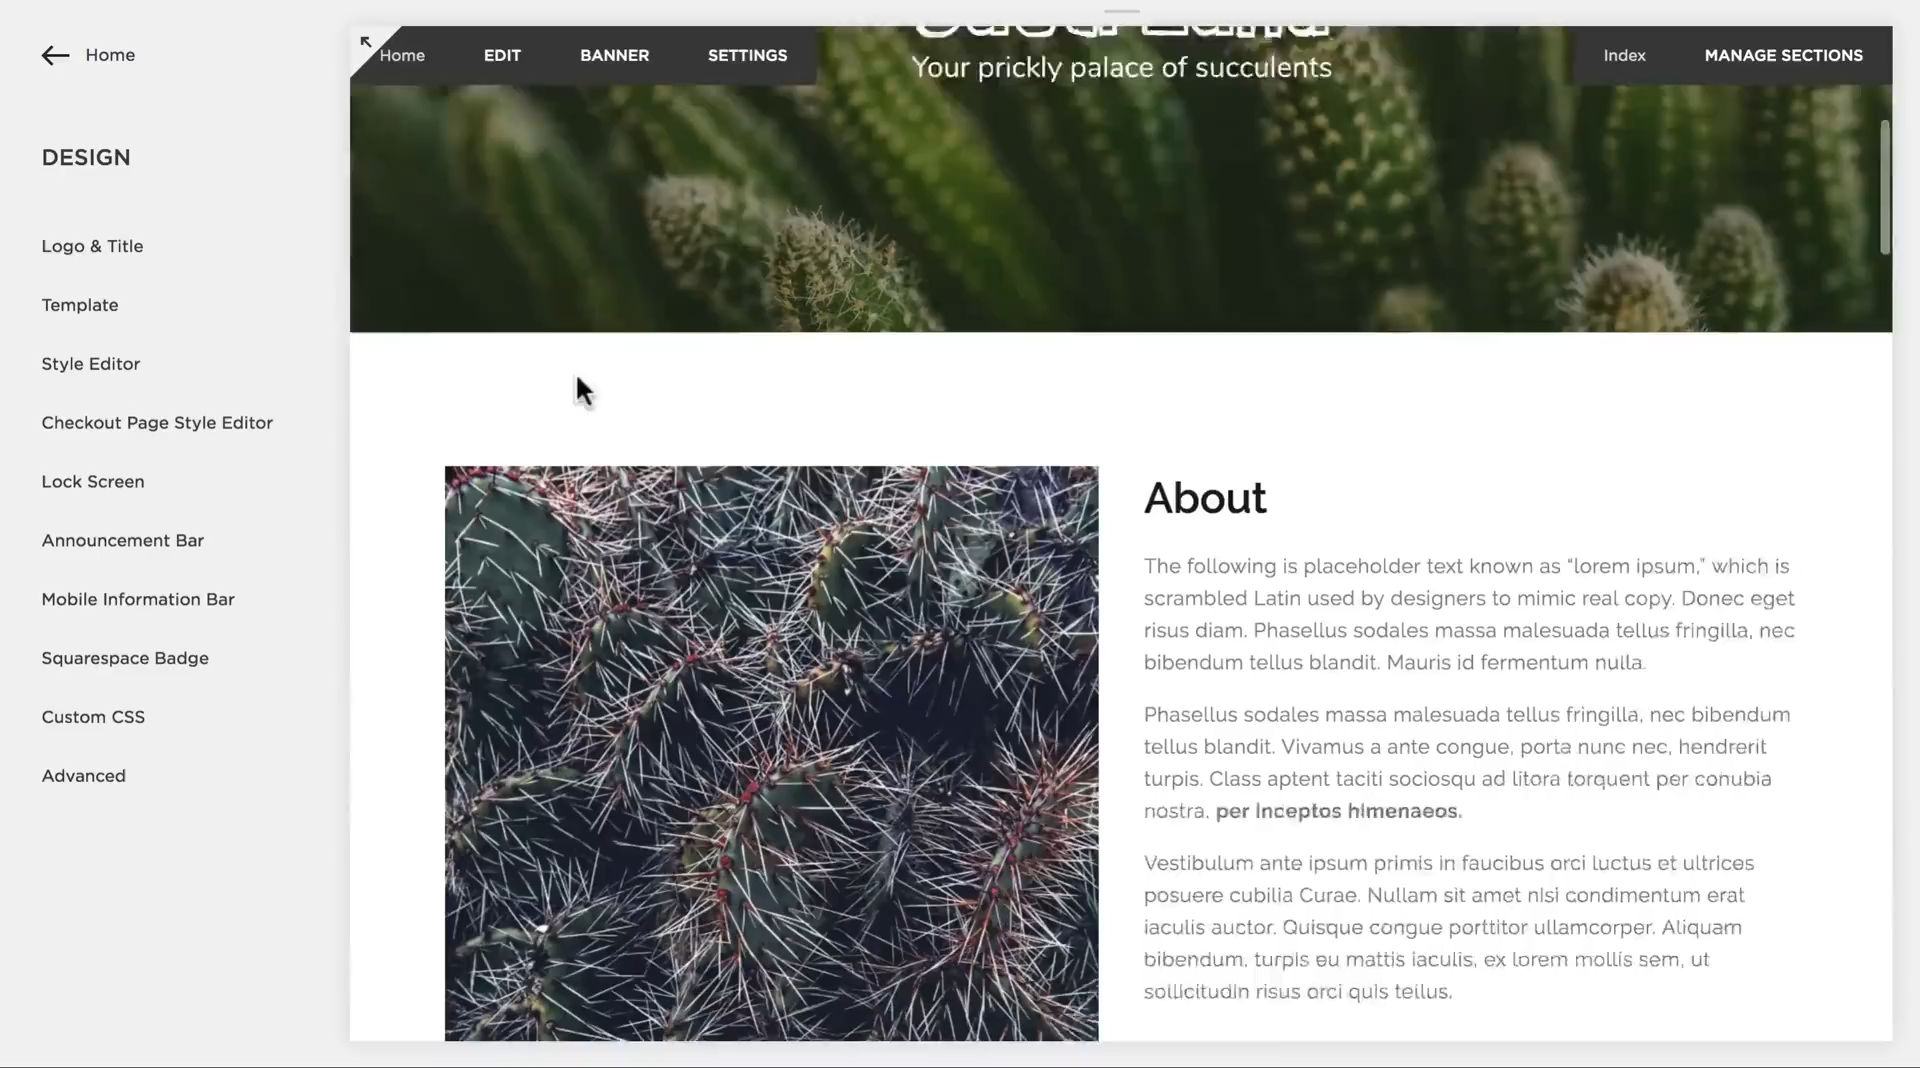 Home
DESIGN
Logo & Title
Template
Style Editor
Checkout Page Style Editor
Lock Screen
Announcement Bar
Mobile Information Bar
Squarespace Badge
Custom CSS
Advanced
Home
EDIT
BANNER
SETTINGS
Your prickly palace of succulents
Index
MANAGE SECTIONS
About
The following is placeholder text known as “lorem ipsum,” which is
scrambled Latin used by designers to mimic real copy. Donec eget
risus diam. Phasellus sodales massa malesuada tellus fringilla, nec
bibendum tellus blandit. Mauris id fermentum nulla.
Phasellus sodales massa malesuada tellus fringilla, nec bibendum
tellus blandit. Vivamus a ante congue, porta nunc nec, hendrerit
turpis. Class aptent taciti sociosqu ad litora torquent per conubia
nostra, per inceptos himenaeos.
Vestibulum ante ipsum primis in faucibus orci luctus et ultrices
posuere cubilia Curae. Nullam sit amet nisi condimentum erat
iaculis auctor. Quisque congue porttitor ullamcorper. Aliquam
bibendum, turpis eu mattis iaculis, ex lorem mollis sem, ut
sollicitudin risus orci quis tellus.